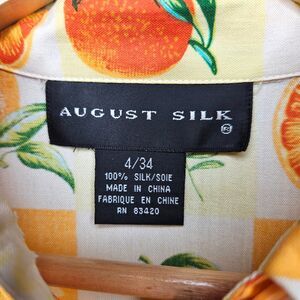 AUGUST SILK
4/34
100% SILK/SOIE
MADE IN CHINA
FABRIQUE EN CHINE
RN 83420